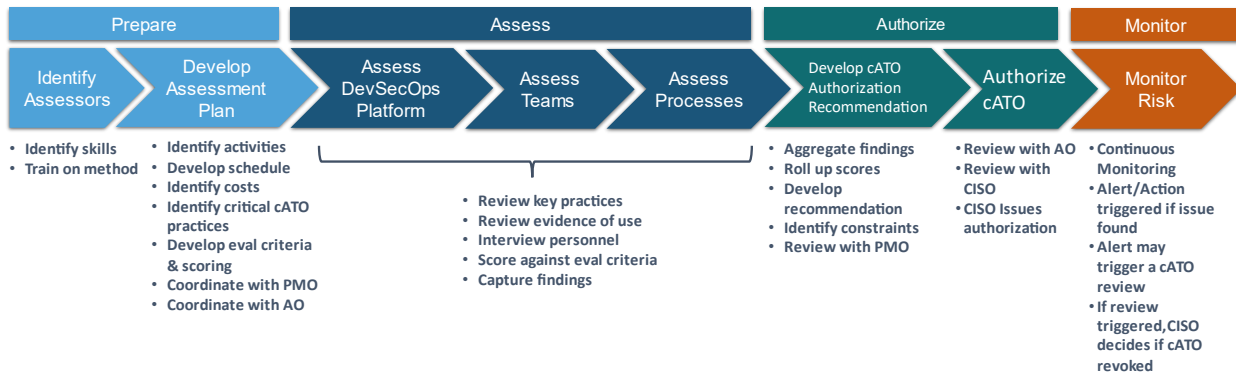 Prepare
Assess
Authorize
Monitor
Identify
Assessors
Develop
Assessment
Plan
Assess
DevSecOps
Platform
Assess
Teams
Assess
Processes
Develop cATO
Authorization
Recommendation
Authorize
cATO
Monitor
Risk
• Identify skills
• Train on method
• Identify activities
• Develop schedule
• Identify costs
• Identify critical cATO
practices
• Develop eval criteria
& scoring
• Coordinate with PMO
• Coordinate with AO
• Review key practices
• Review evidence of use
• Interview personnel
• Score against eval criteria
• Capture findings
• Aggregate findings
• Roll up scores
• Develop
recommendation
• Identify constraints
• Review with PMO
• Review with AO
• Review with
CISO
• CISO Issues
authorization
• Continuous
Monitoring
• Alert/Action
triggered if issue
found
• Alert may
trigger a cATO
review
• If review
triggered,CISO
decides if cATO
revoked